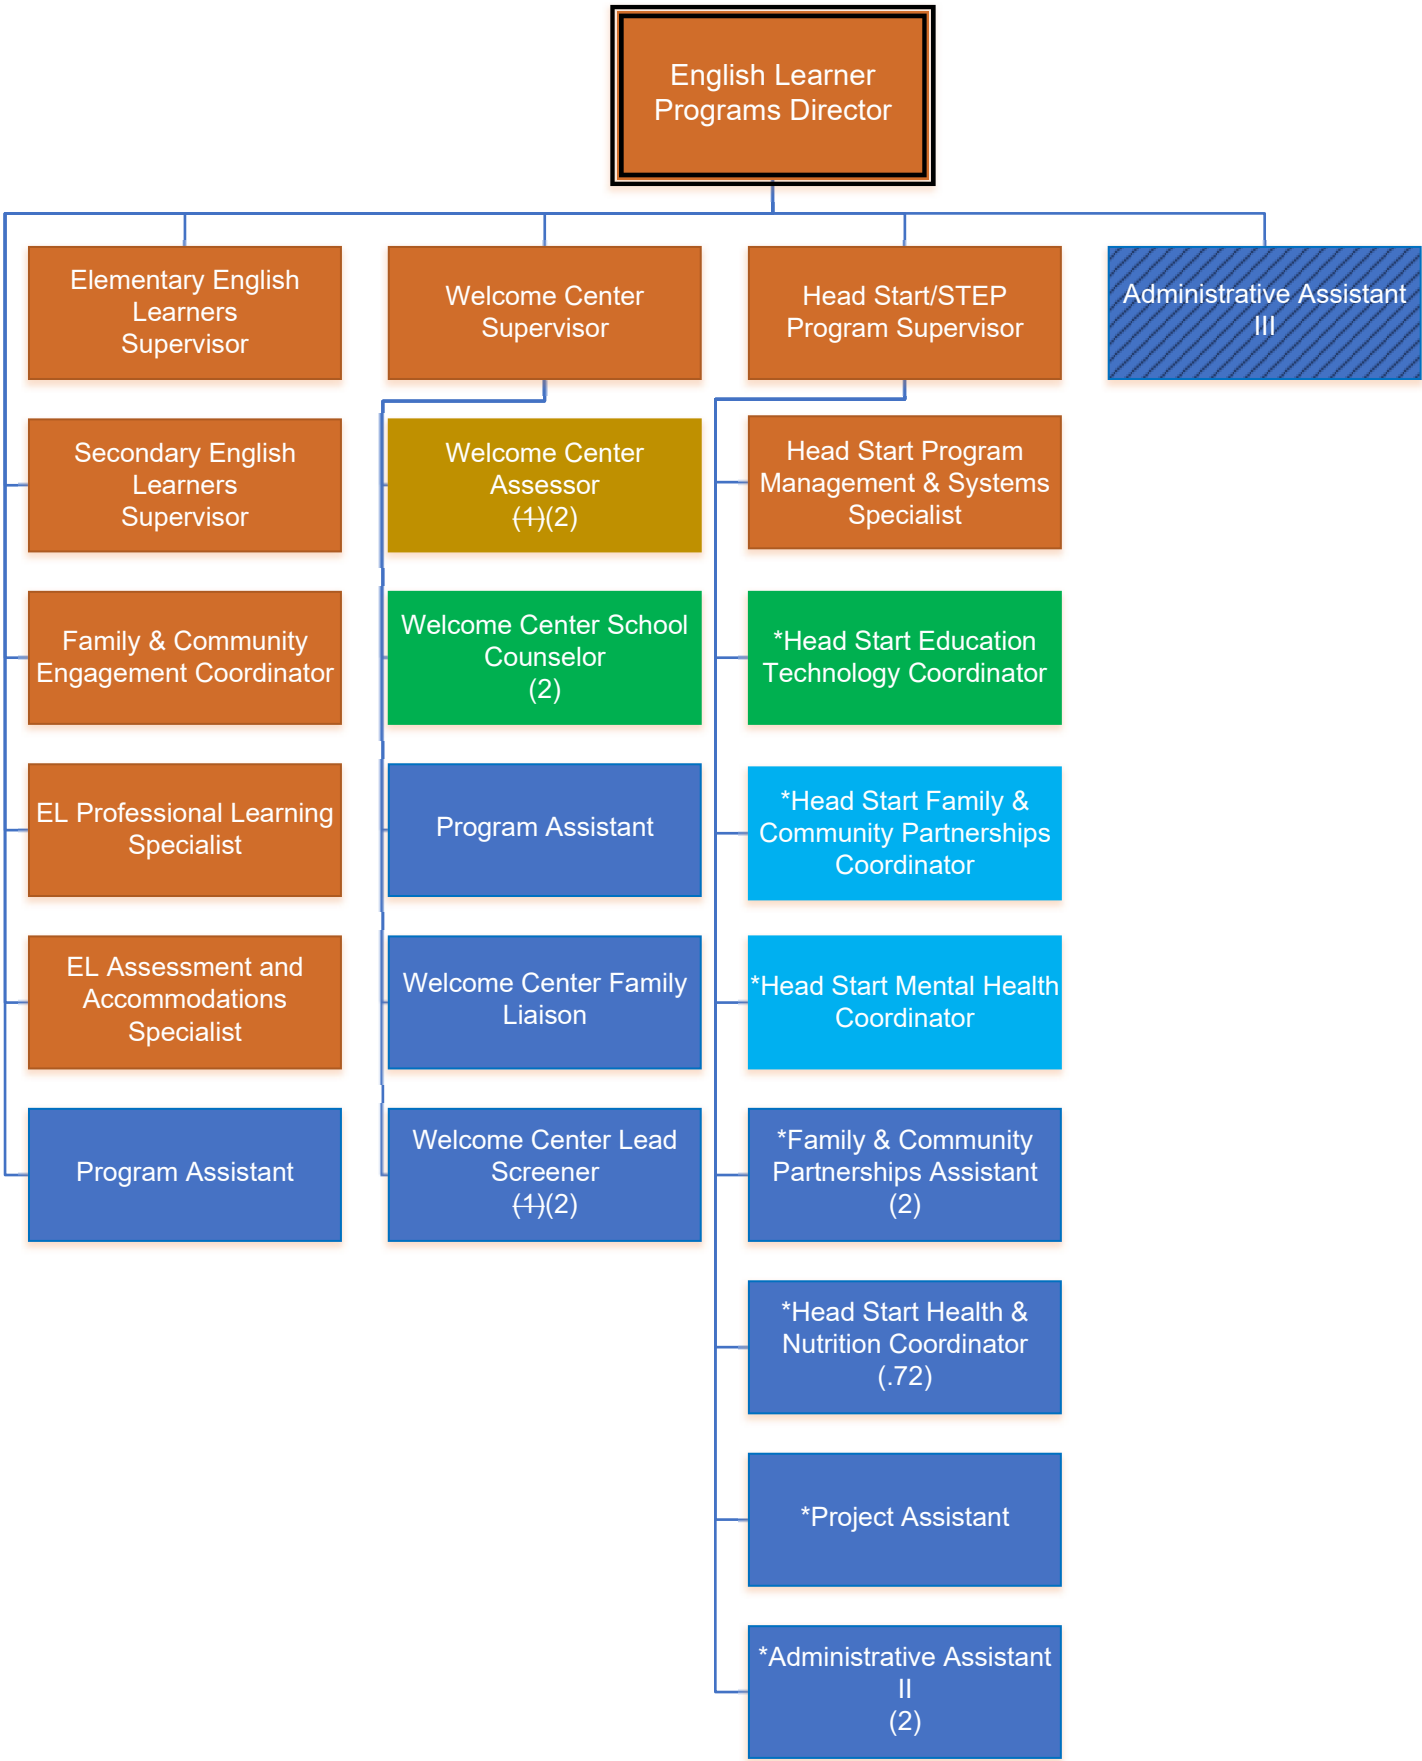 English Learner
Programs Director
Elementary English
Learners
Supervisor
Welcome Center
Supervisor
Head Start/STEP
Program Supervisor
Administrative Assistant
III
Secondary English
Learners
Supervisor
Welcome Center
Assessor
(1)(2)
Head Start Program
Management & Systems
Specialist
Family & Community
Engagement Coordinator
Welcome Center School
Counselor
(2)
*Head Start Education
Technology Coordinator
EL Professional Learning
Specialist
Program Assistant
*Head Start Family &
Community Partnerships
Coordinator
EL Assessment and
Accommodations
Specialist
Welcome Center Family
Liaison
*Head Start Mental Health
Coordinator
Program Assistant
Welcome Center Lead
Screener
(1)(2)
*Family & Community
Partnerships Assistant
(2)
*Head Start Health &
Nutrition Coordinator
(.72)
*Project Assistant
*Administrative Assistant
II
(2)